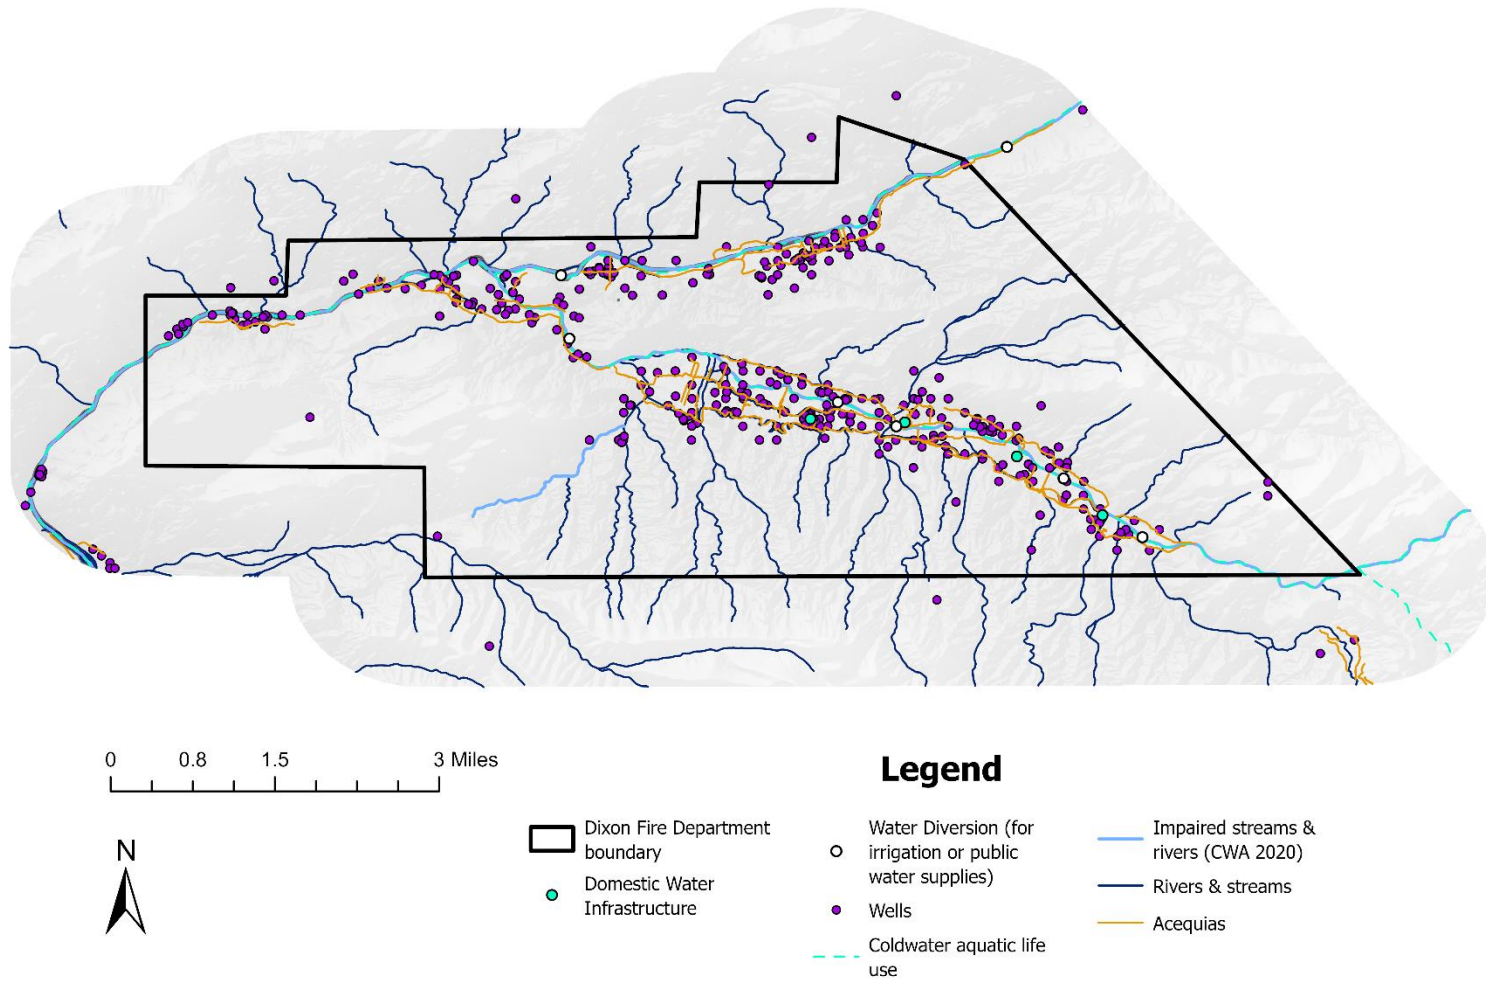 0 0.8 1.5 3 Miles
N
Legend
Dixon Fire Department
boundary
Domestic Water
Infrastructure
Water Diversion (for
irrigation or public
water supplies)
Wells
Coldwater aquatic life
use
Impaired streams &
rivers (CWA 2020)
Rivers & streams
Acequias